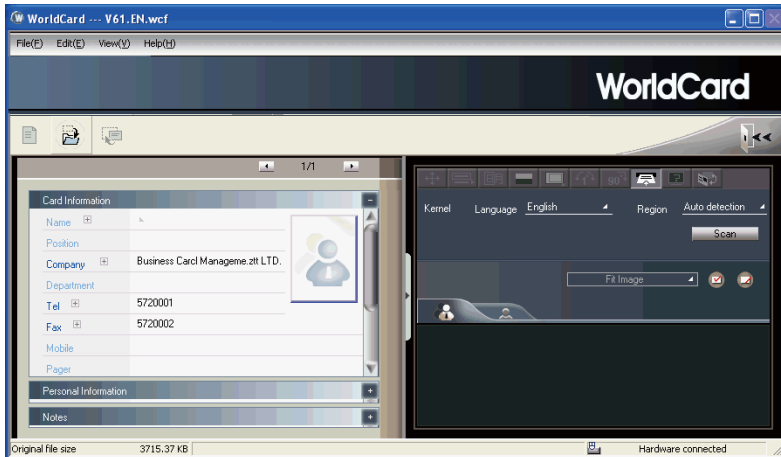 WorldCard --- V61.EN.wcf
File(F) Edit(E) View(V) Help(H)
WorldCard
1/1
Card Information
Name
Position
Company Business Carcl Manageme.ztt LTD.
Department
Tel 5720001
Fax 5720002
Mobile
Pager
Personal Information
Notes
90°
Kernel Language English Region Auto detection
Scan
Fit Image
Original file size 3715.37 KB Hardware connected